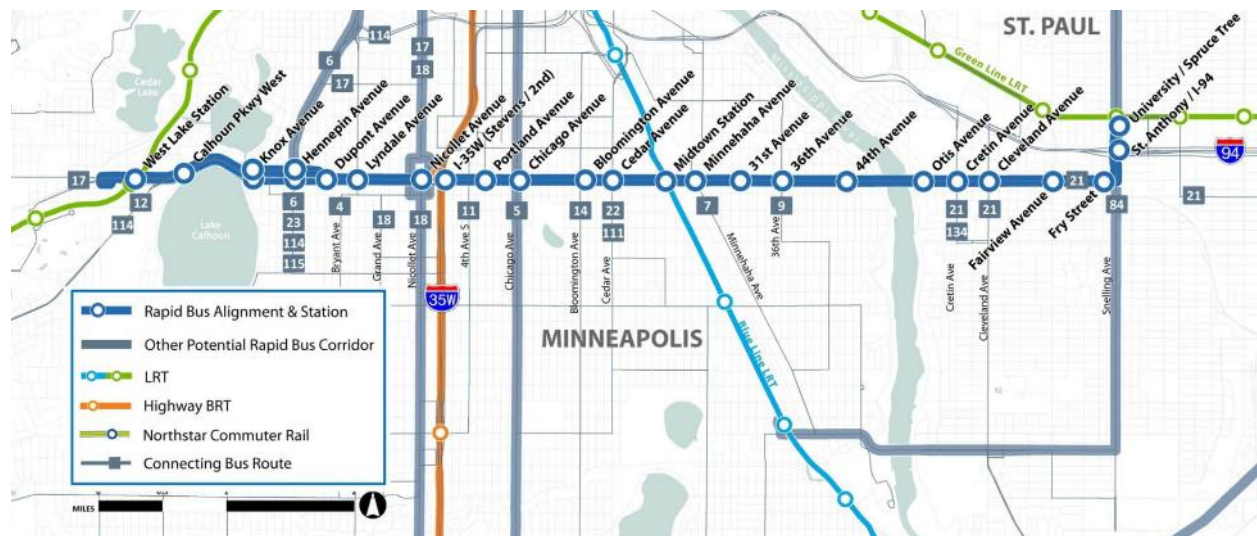 ST. PAUL
MINNEAPOLIS
Cedar
Lake
Lake
Calhoun
Mississippi River
Green Line LRT
Blue Line LRT
West Lake Station
Calhoun Pkwy West
Knox Avenue
Hennepin Avenue
Dupont Avenue
Lyndale Avenue
Nicollet Avenue
I-35W (Stevens / 2nd)
Portland Avenue
Chicago Avenue
Bloomington Avenue
Cedar Avenue
Midtown Station
Minnehaha Avenue
31st Avenue
36th Avenue
44th Avenue
Otis Avenue
Cretin Avenue
Cleveland Avenue
Fairview Avenue
Fry Street
St. Anthony / I-94
University / Spruce Tree
114
6
17
17
18
94
17
12
114
6
23
114
115
4
18
18
11
5
14
22
111
7
9
21
134
21
21
84
21
35W
Bryant Ave
Grand Ave
Nicollet Ave
4th Ave S
Chicago Ave
Bloomington Ave
Cedar Ave
Minnehaha Ave
36th Ave
Cretin Ave
Cleveland Ave
Snelling Ave
Rapid Bus Alignment & Station
Other Potential Rapid Bus Corridor
LRT
Highway BRT
Northstar Commuter Rail
Connecting Bus Route
MILES